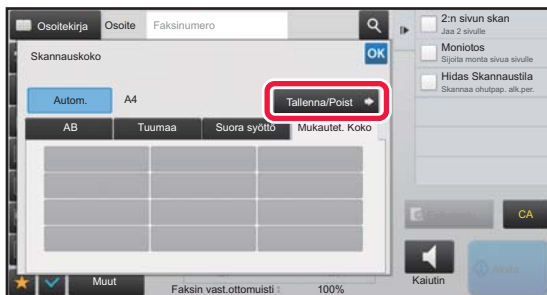 Osoitekirja Osoite Faksinumero
2:n sivun skan
Jaa 2 sivulle
Moniotos
Sijoita monta sivua sivulle
Hidas Skannaustila
Skannaa ohutpap. alk.per.
Skannauskoko OK
Autom. A4 Tallenna/Poist
AB Tuumaa Suora syöttö Mukautet. Koko
CA
Muut
Faksin vast.ottomuisti : 100%
Kaiutin